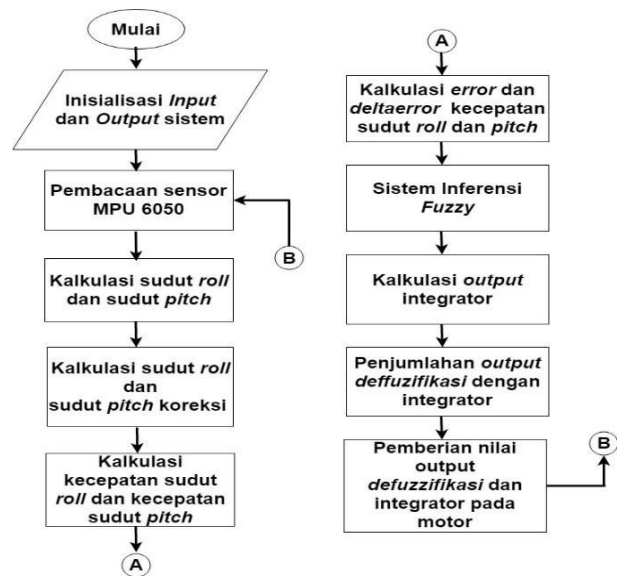 Mulai
Inisialisasi Input
dan Output sistem
Pembacaan sensor
MPU 6050
B
Kalkulasi sudut roll
dan sudut pitch
Kalkulasi sudut roll
dan
sudut pitch koreksi
Kalkulasi
kecepatan sudut
roll dan kecepatan
sudut pitch
A
A
Kalkulasi error dan
deltaerror kecepatan
sudut roll dan pitch
Sistem Inferensi
Fuzzy
Kalkulasi output
integrator
Penjumlahan output
deffuzifikasi dengan
integrator
Pemberian nilai
output
defuzzifikasi dan
integrator pada
motor
B